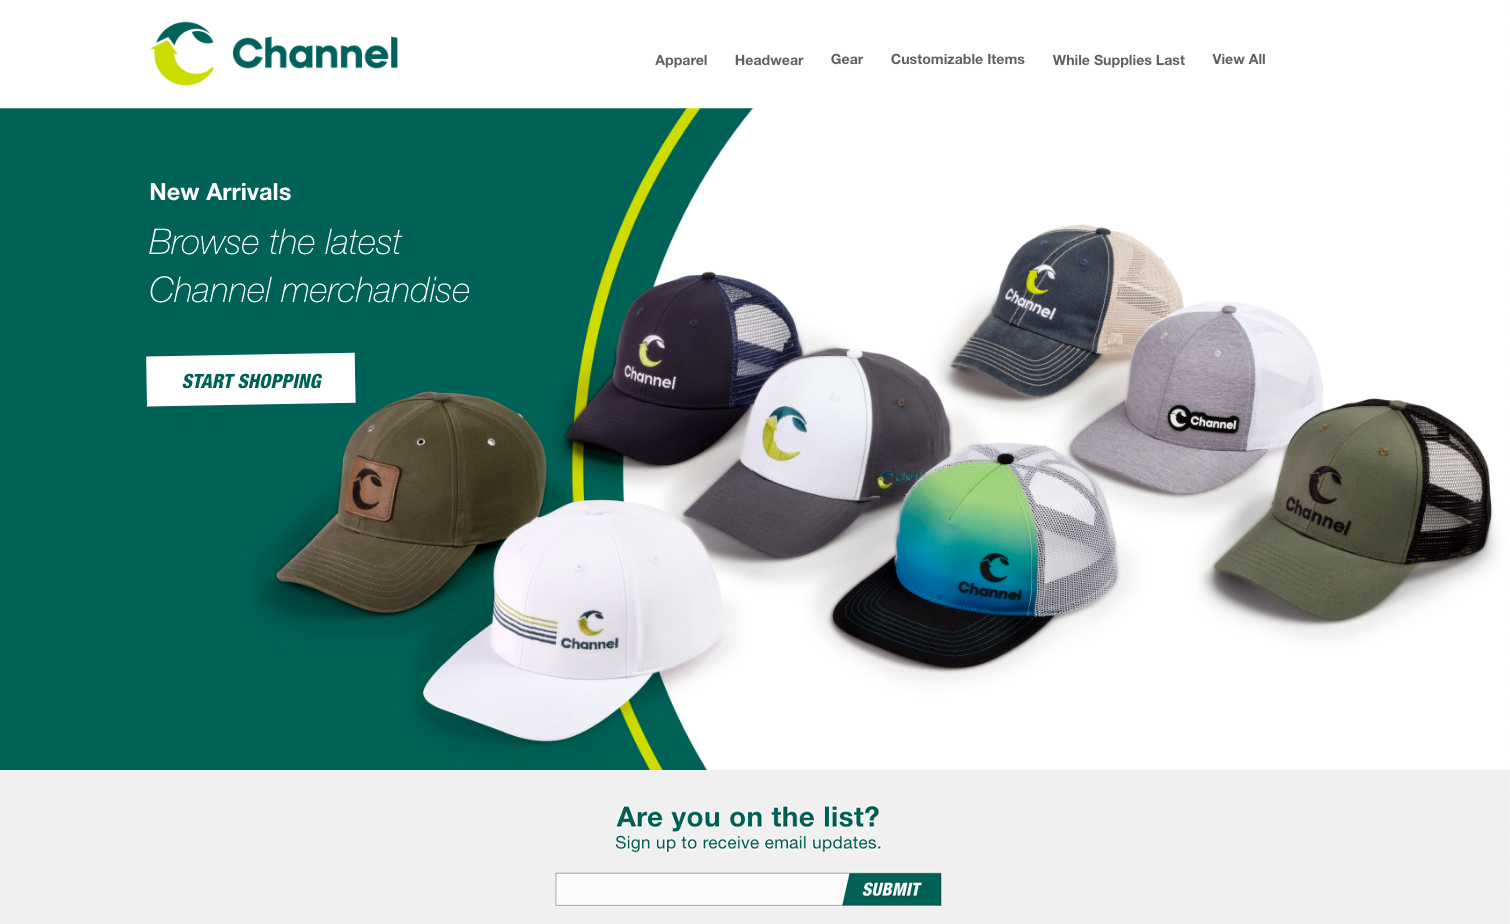 Channel
Apparel
Headwear
Gear
Customizable Items
While Supplies Last
View All
New Arrivals
Browse the latest
Channel merchandise
START SHOPPING
Channel
Channel
Channel
Channel
Channel
Channel
Are you on the list?
Sign up to receive email updates.
SUBMIT